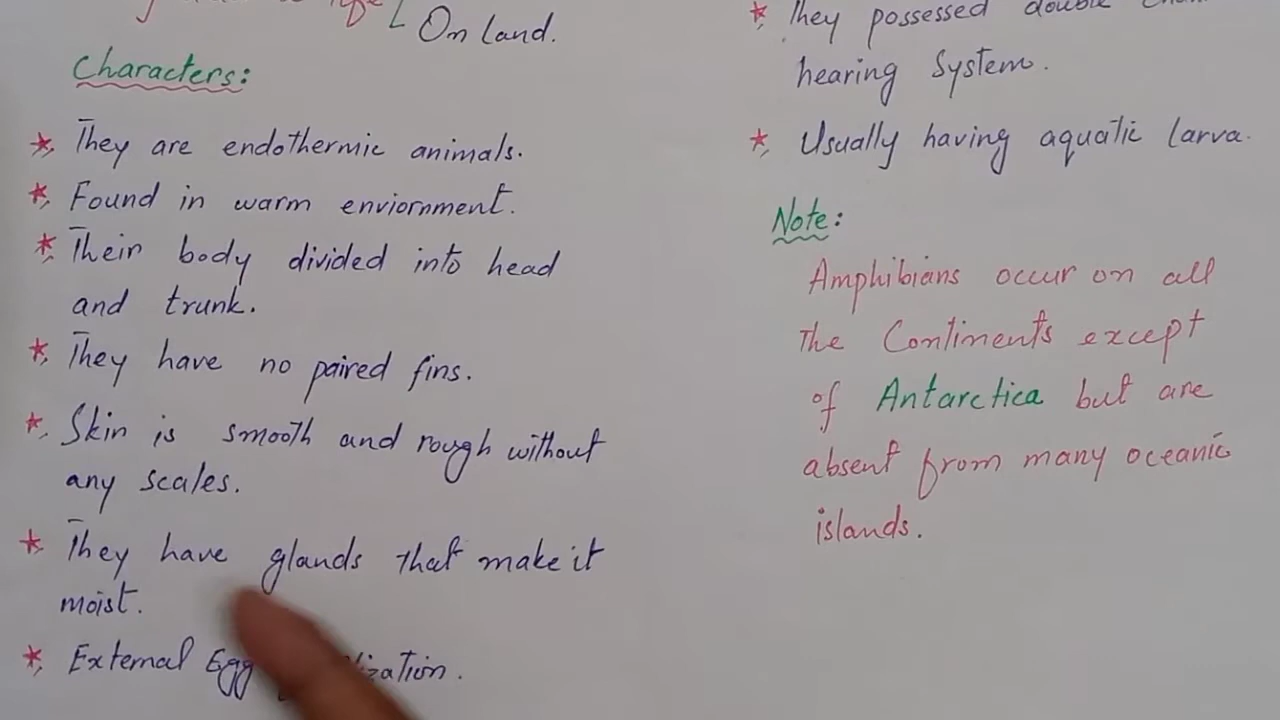 On land.
Characters:
* They are endothermic animals.
* Found in warm enviornment.
* Their body divided into head
and trunk.
* They have no paired fins.
* Skin is smooth and rough without
any scales.
* They have glands that make it
moist.
* External Egg
* They possessed double
hearing System.
* Usually having aquatic larva.
Note:
Amphibians occur on all
the Continents except
of Antarctica but are
absent from many oceanic
islands.